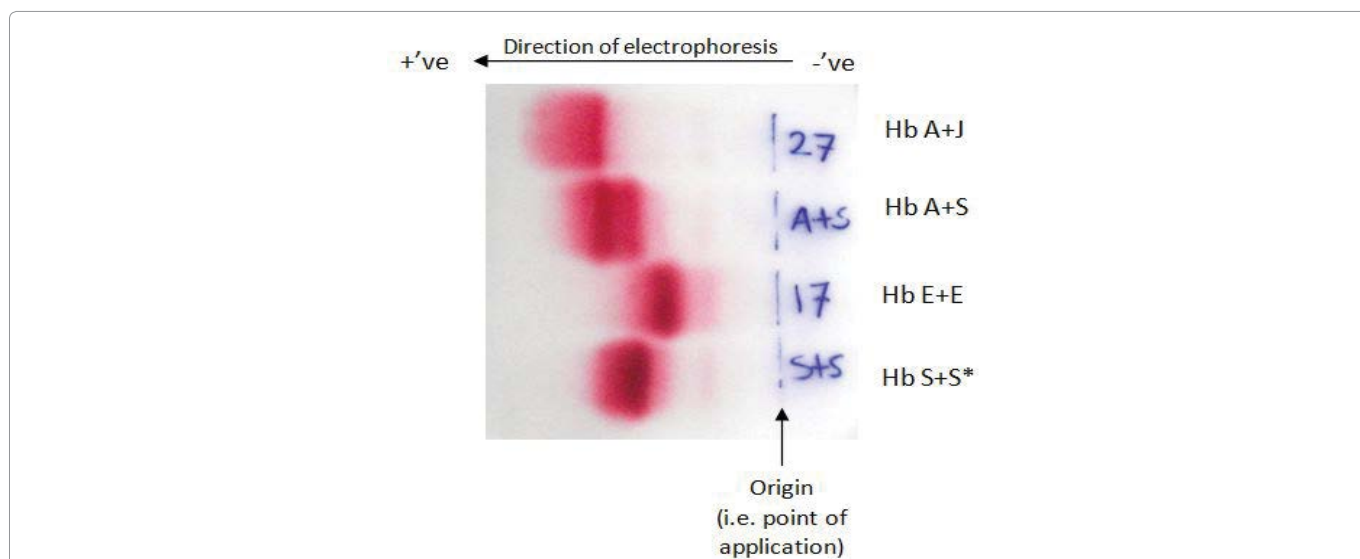 Direction of electrophoresis
+’ve
-’ve
27
Hb A+J
A+S
Hb A+S
17
Hb E+E
S+S
Hb S+S*
Origin
(i.e. point of
application)